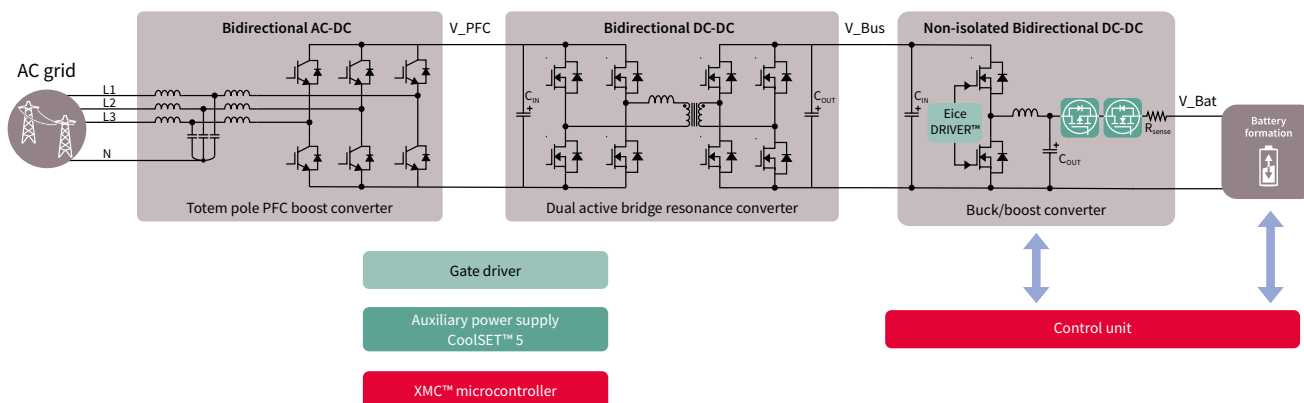 Bidirectional AC-DC
V_PFC
Bidirectional DC-DC
V_Bus
Non-isolated Bidirectional DC-DC
AC grid
L1
L2
L3
N
C_IN
+
C_OUT
+
C_IN
+
Eice
DRIVER™
C_OUT
+
R_sense
V_Bat
Battery
formation
Totem pole PFC boost converter
Dual active bridge resonance converter
Buck/boost converter
Gate driver
Auxiliary power supply
CoolSET™ 5
XMC™ microcontroller
Control unit